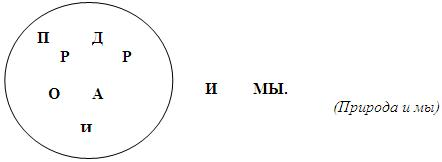 П Д
Р Р
О А И МЫ.
И
(Природа и мы)